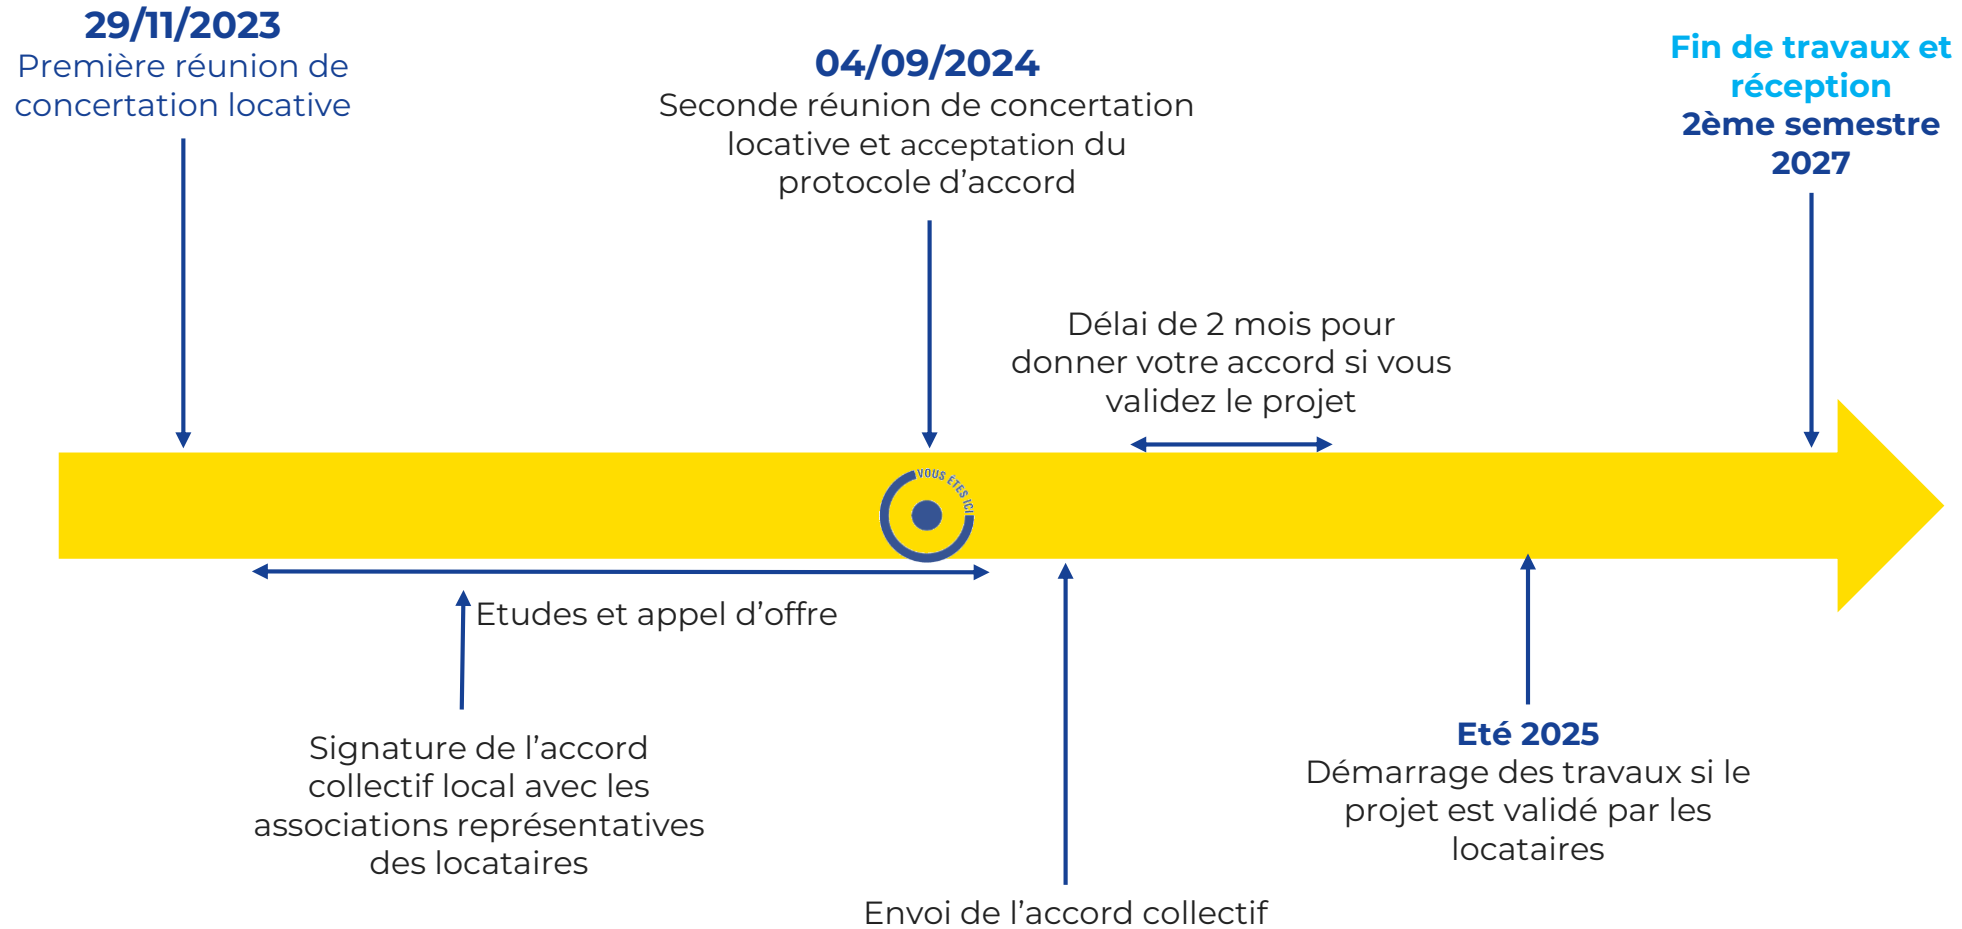 29/11/2023
Première réunion de
concertation locative
04/09/2024
Seconde réunion de concertation
locative et acceptation du
protocole d’accord
Fin de travaux et
réception
2ème semestre
2027
Délai de 2 mois pour
donner votre accord si vous
validez le projet
VOUS ÊTES ICI
Etudes et appel d’offre
Signature de l’accord
collectif local avec les
associations représentatives
des locataires
Eté 2025
Démarrage des travaux si le
projet est validé par les
locataires
Envoi de l’accord collectif